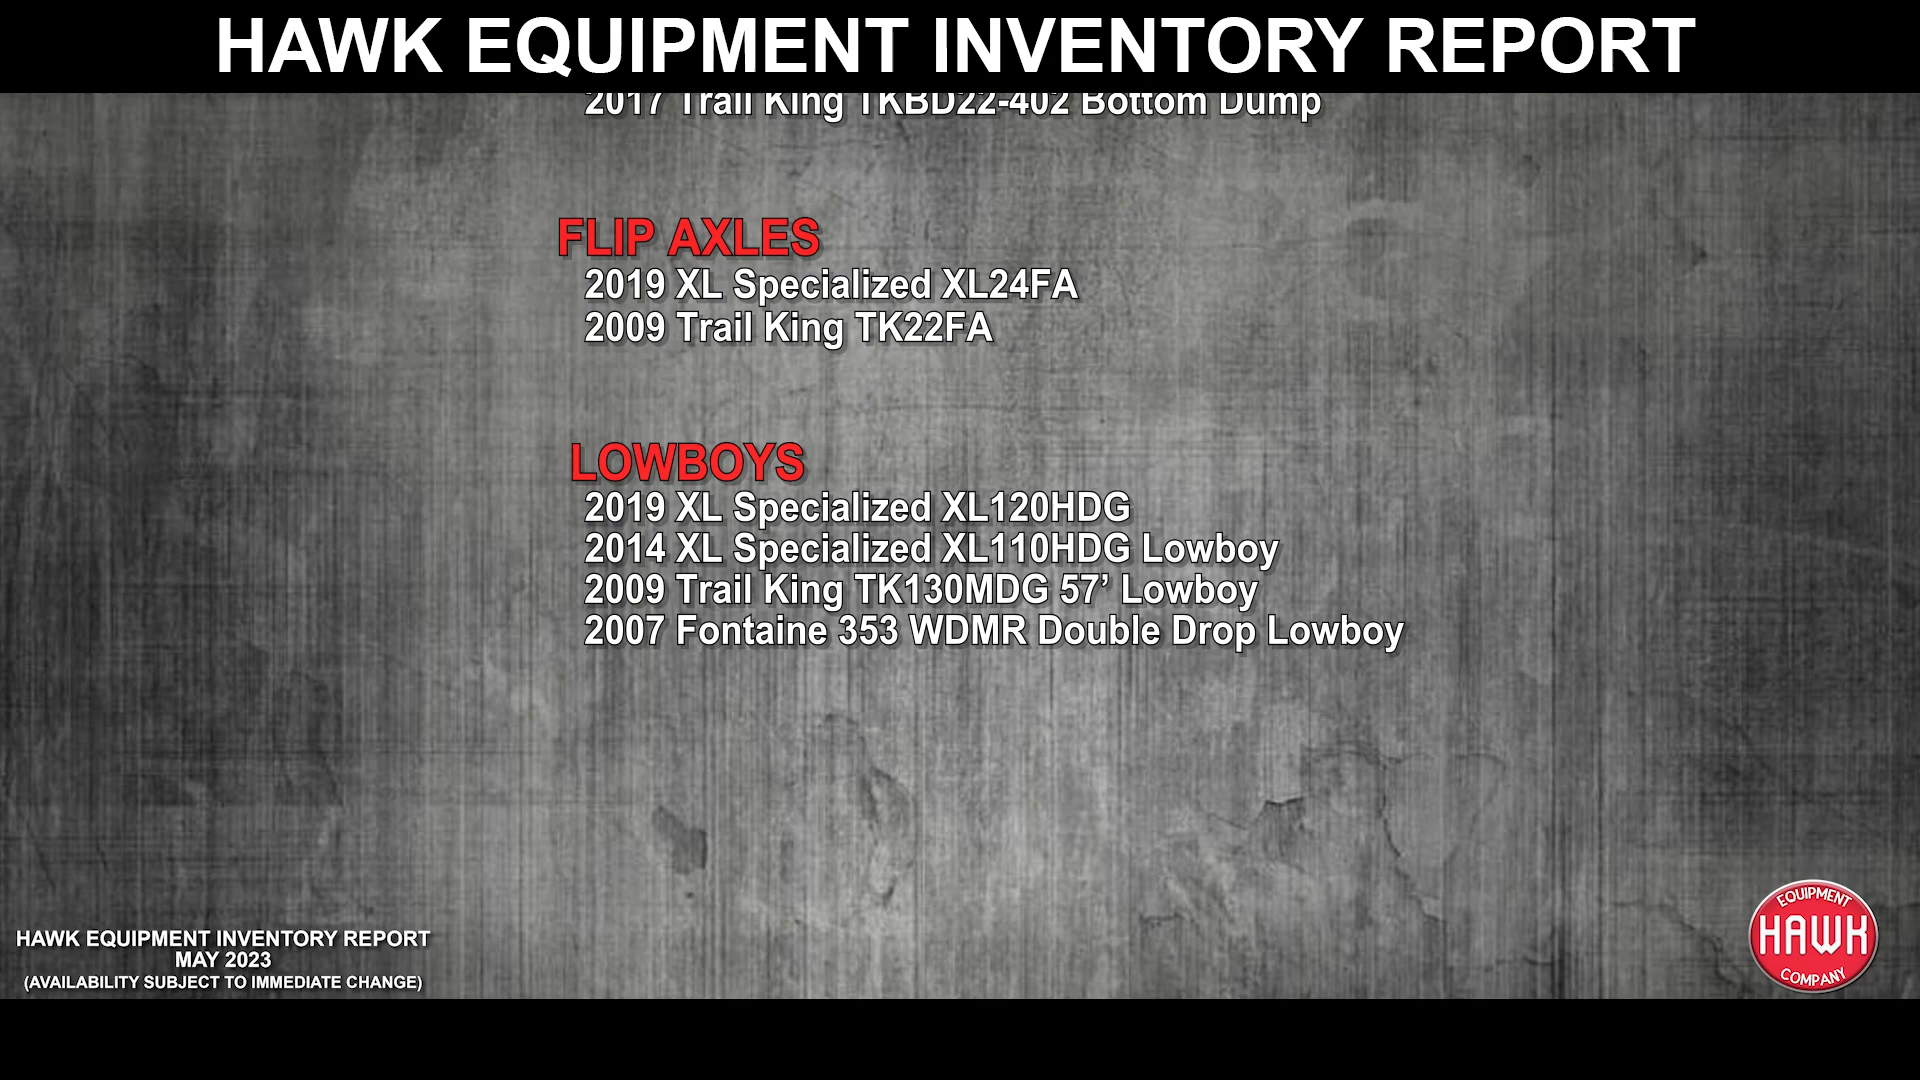 HAWK EQUIPMENT INVENTORY REPORT
2017 Trail King TKBD22-402 Bottom Dump
FLIP AXLES
2019 XL Specialized XL24FA
2009 Trail King TK22FA
LOWBOYS
2019 XL Specialized XL120HDG
2014 XL Specialized XL110HDG Lowboy
2009 Trail King TK130MDG 57’ Lowboy
2007 Fontaine 353 WDMR Double Drop Lowboy
HAWK EQUIPMENT INVENTORY REPORT
MAY 2023
(AVAILABILITY SUBJECT TO IMMEDIATE CHANGE)
EQUIPMENT
HAWK
COMPANY